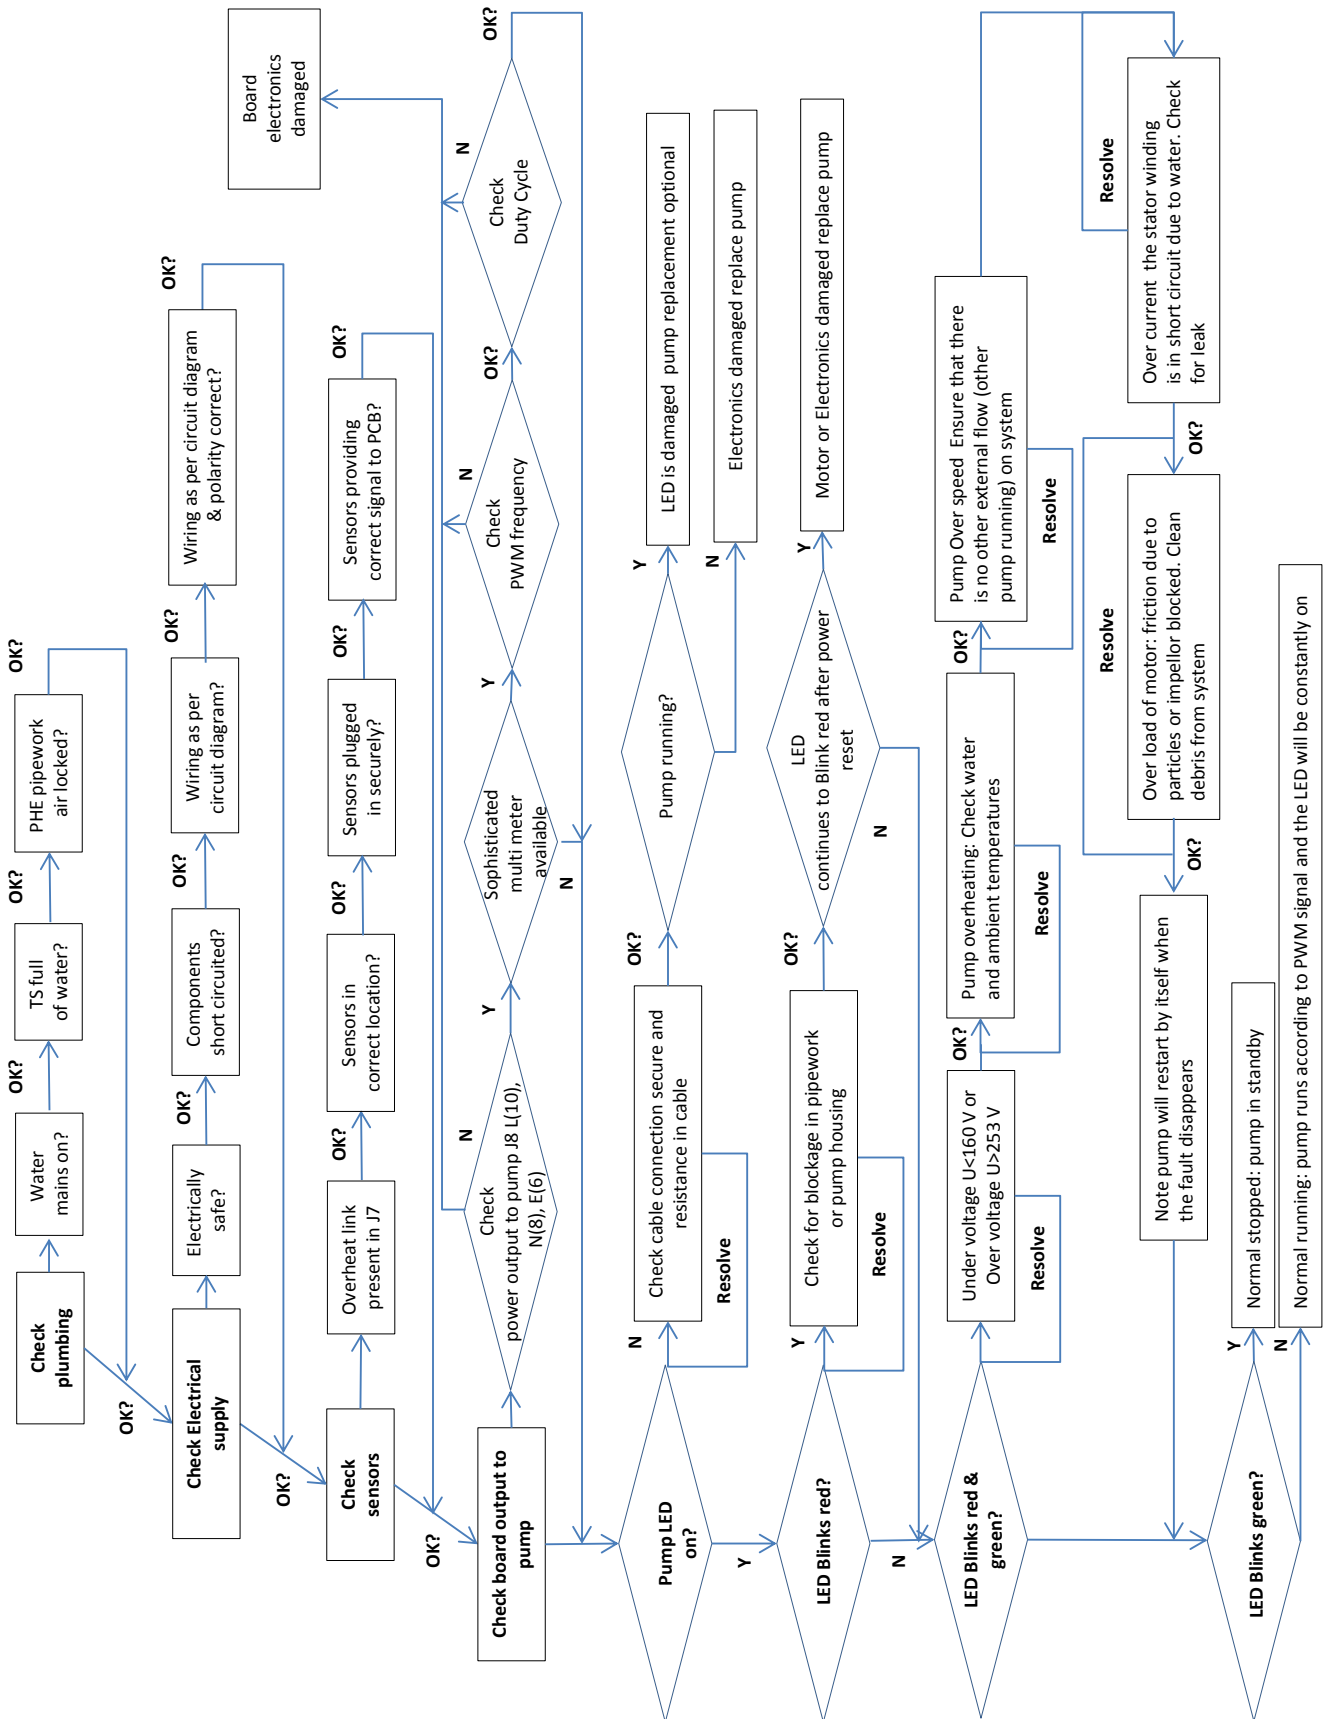 Check
plumbing
Water
mains on?
OK?
TS full
of water?
OK?
PHE pipework
air locked?
OK?
OK?
Check Electrical
supply
Electrically
safe?
OK?
Components
short circuited?
OK?
Wiring as per
circuit diagram?
OK?
Wiring as per circuit diagram
& polarity correct?
OK?
OK?
Check
sensors
Overheat link
present in J7
OK?
Sensors in
correct location?
OK?
Sensors plugged
in securely?
OK?
Sensors providing
correct signal to PCB?
OK?
OK?
Board
electronics
damaged
Check board output to
pump
Check
power output to pump J8 L(10),
N(8), E(6)
N
Y
Sophisticated
multi meter
available
N
Y
Check
PWM frequency
N
OK?
Check
Duty Cycle
N
OK?
Pump LED
on?
N
Check cable connection secure and
resistance in cable
Resolve
OK?
Pump running?
Y
LED is damaged pump replacement optional
N
Electronics damaged replace pump
Y
LED Blinks red?
Y
Check for blockage in pipework
or pump housing
Resolve
OK?
LED
continues to Blink red after power
reset
Y
Motor or Electronics damaged replace pump
N
N
LED Blinks red &
green?
Under voltage U<160 V or
Over voltage U>253 V
Resolve
OK?
Pump overheating: Check water
and ambient temperatures
Resolve
OK?
Pump Over speed Ensure that there
is no other external flow (other
pump running) on system
Resolve
Over current the stator winding
is in short circuit due to water. Check
for leak
Resolve
OK?
Over load of motor: friction due to
particles or impellor blocked. Clean
debris from system
Resolve
OK?
Note pump will restart by itself when
the fault disappears
LED Blinks green?
Y
Normal stopped: pump in standby
N
Normal running: pump runs according to PWM signal and the LED will be constantly on